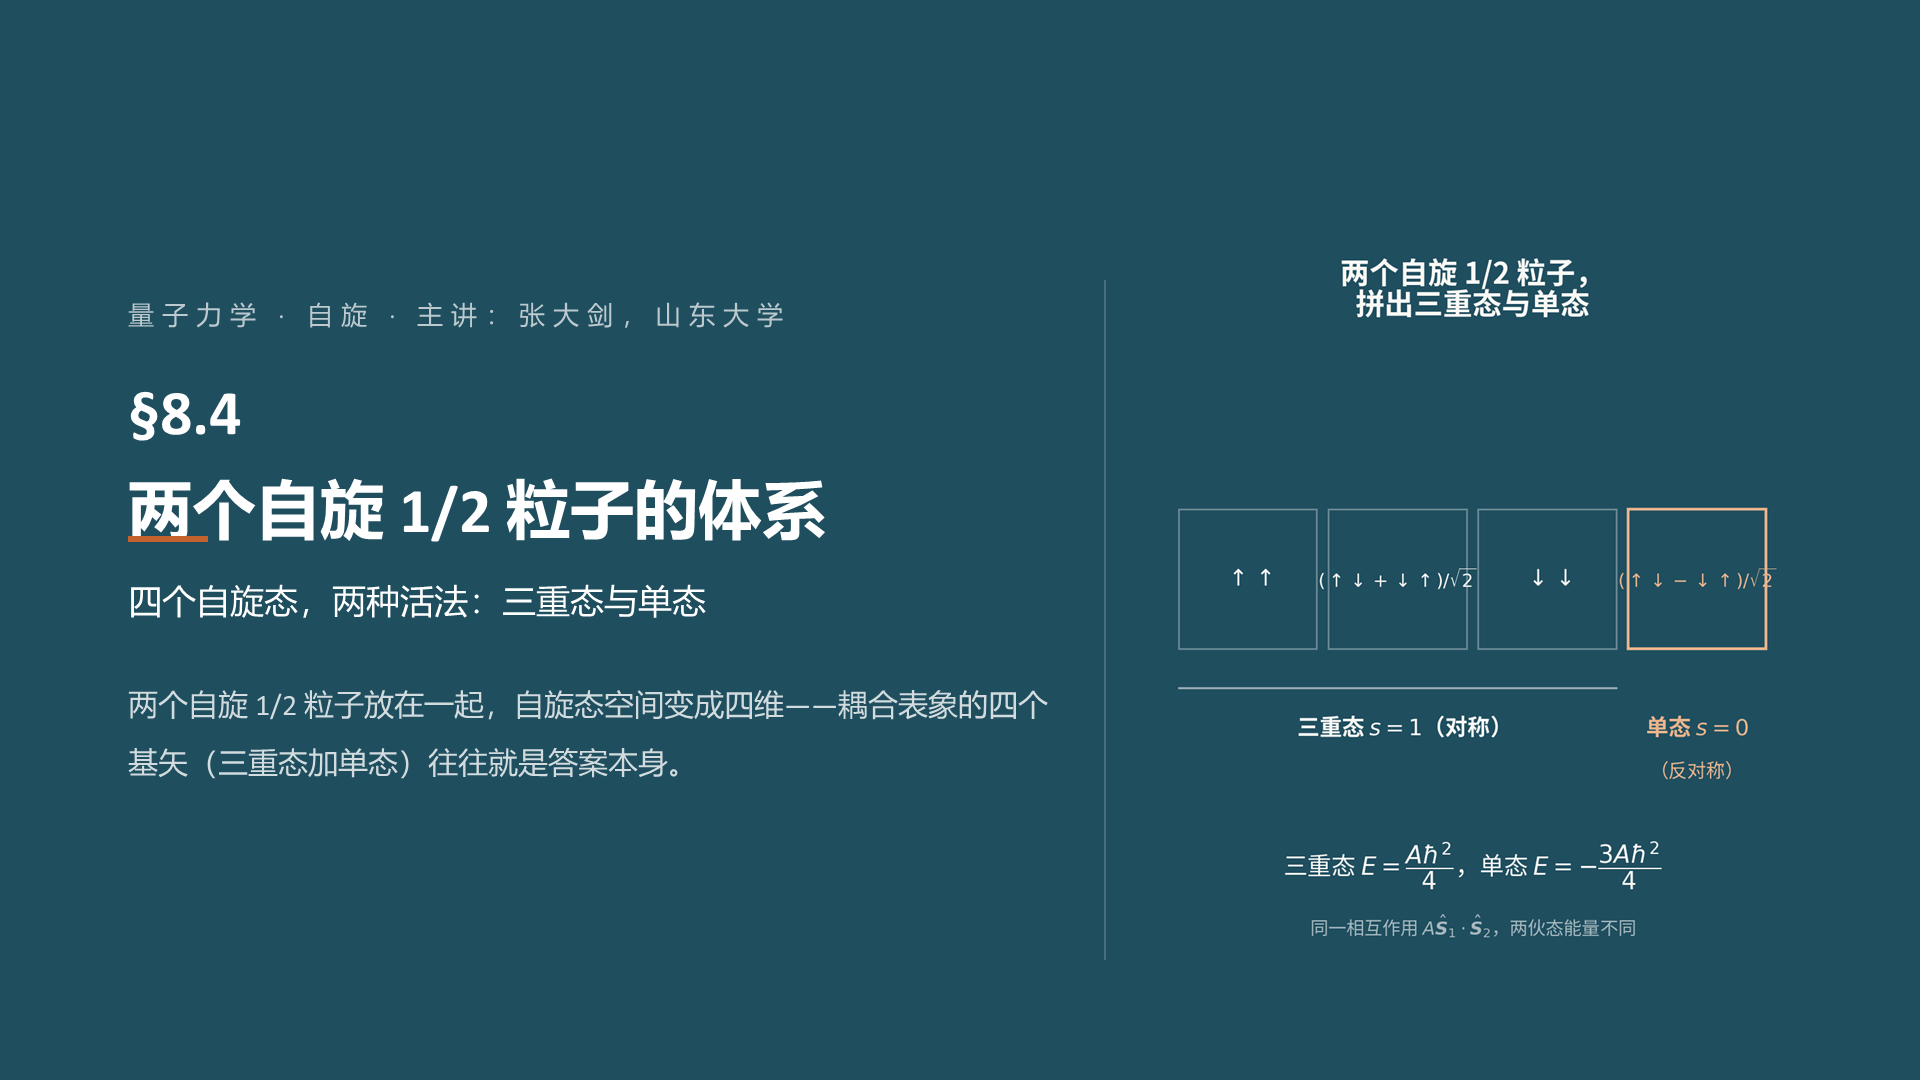 量子力学 · 自旋 · 主讲：张大剑，山东大学
§8.4
两个自旋 1/2 粒子的体系
四个自旋态，两种活法：三重态与单态
两个自旋 1/2 粒子放在一起，自旋态空间变成四维——耦合表象的四个
基矢（三重态加单态）往往就是答案本身。
两个自旋 1/2 粒子，
拼出三重态与单态
↑ ↑
(↑ ↓ + ↓ ↑)/√2
↓ ↓
(↑ ↓ − ↓ ↑)/√2
三重态 s = 1（对称）
单态 s = 0
（反对称）
三重态 E = Aℏ²/4，单态 E = −3Aℏ²/4
同一相互作用 AŜ₁ · Ŝ₂，两伙态能量不同